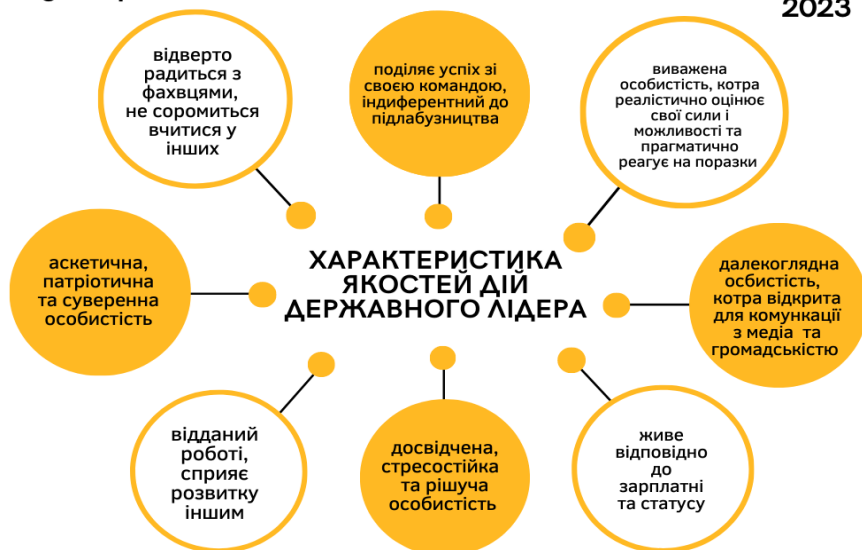 2023
відверто
радиться з
фахвцями,
не соромиться
вчитися у
інших
поділяє успіх зі
своєю командою,
індиферентний до
підлабузництва
виважена
особистість, котра
реалістично оцінює
свої сили і
можливості та
прагматично
реагує на поразки
аскетична,
патріотична
та суверенна
особистість
ХАРАКТЕРИСТИКА
ЯКОСТЕЙ ДІЙ
ДЕРЖАВНОГО ЛІДЕРА
далекоглядна
осбистість,
котра відкрита
для комункації
з медіа та
громадськістю
відданий
роботі,
сприяє
розвитку
іншим
досвідчена,
стресостійка
та рішуча
особистість
живе
відповідно
до
зарплатні
та статусу